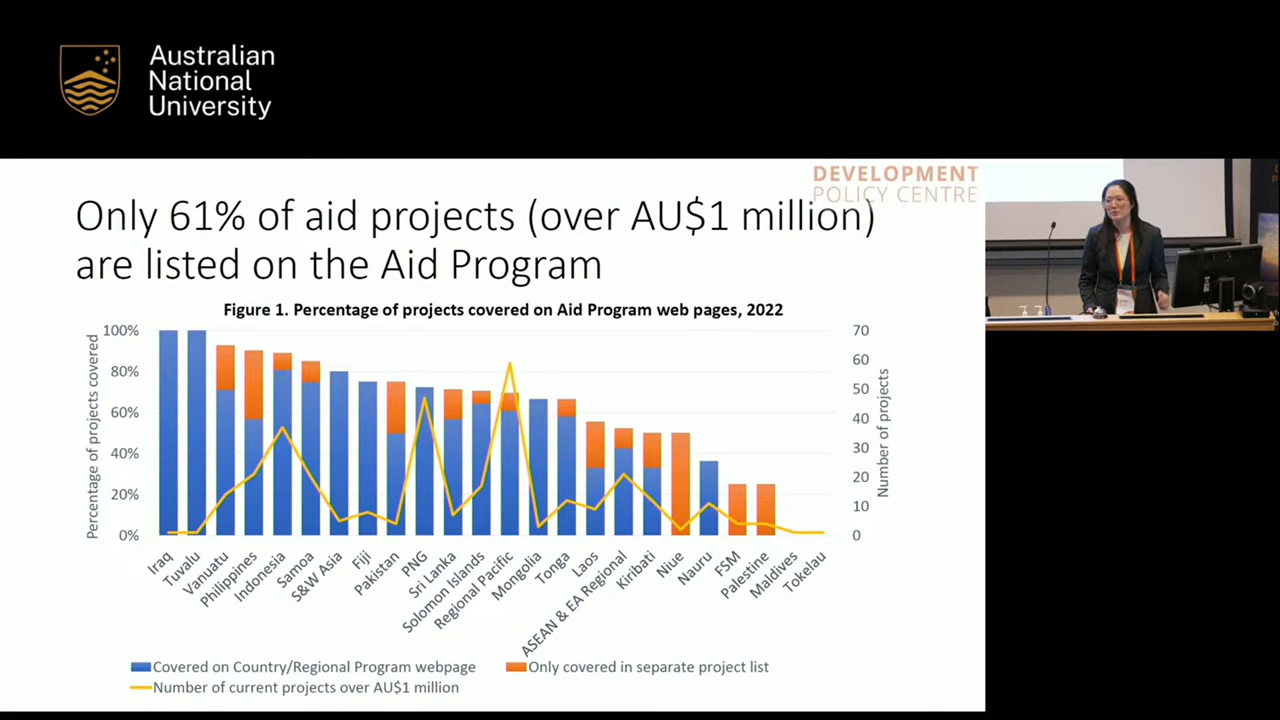 Australian
National
University
DEVELOPMENT
POLICY CENTRE
Only 61% of aid projects (over AU$1 million)
are listed on the Aid Program
Figure 1. Percentage of projects covered on Aid Program web pages, 2022
Percentage of projects covered
100%
80%
60%
40%
20%
0%
70
60
50
40
30
20
10
0
Number of projects
Iraq
Tuvalu
Vanuatu
Philippines
Indonesia
Samoa
S&W Asia
Fiji
Pakistan
PNG
Sri Lanka
Solomon Islands
Regional Pacific
Mongolia
Tonga
Laos
ASEAN & EA Regional
Kiribati
Niue
Nauru
FSM
Palestine
Maldives
Tokelau
Covered on Country/Regional Program webpage
Only covered in separate project list
Number of current projects over AU$1 million